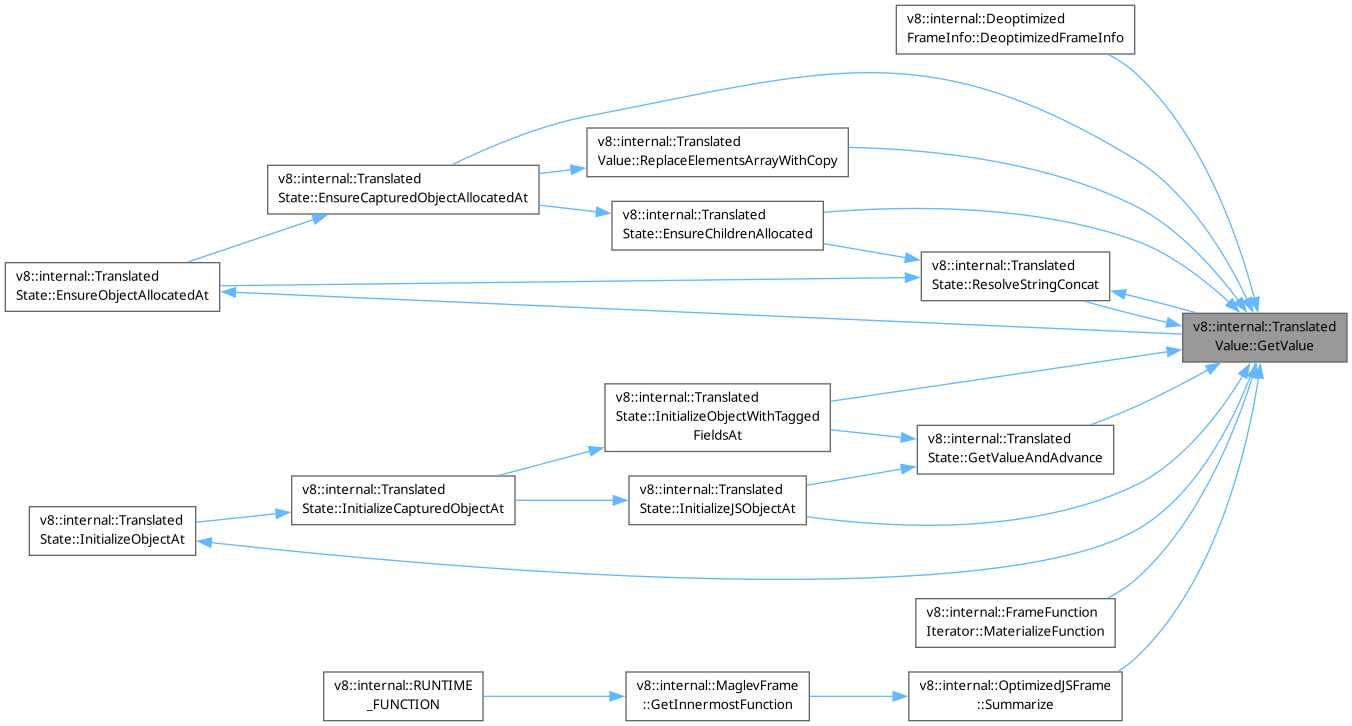 v8::internal::Deoptimized
FrameInfo::DeoptimizedFrameInfo
v8::internal::Translated
Value::ReplaceElementsArrayWithCopy
v8::internal::Translated
State::EnsureCapturedObjectAllocatedAt
v8::internal::Translated
State::EnsureChildrenAllocated
v8::internal::Translated
State::EnsureObjectAllocatedAt
v8::internal::Translated
State::ResolveStringConcat
v8::internal::Translated
Value::GetValue
v8::internal::Translated
State::InitializeObjectWithTagged
FieldsAt
v8::internal::Translated
State::GetValueAndAdvance
v8::internal::Translated
State::InitializeCapturedObjectAt
v8::internal::Translated
State::InitializeJSObjectAt
v8::internal::Translated
State::InitializeObjectAt
v8::internal::FrameFunction
Iterator::MaterializeFunction
v8::internal::RUNTIME
_FUNCTION
v8::internal::MaglevFrame
::GetInnermostFunction
v8::internal::OptimizedJSFrame
::Summarize